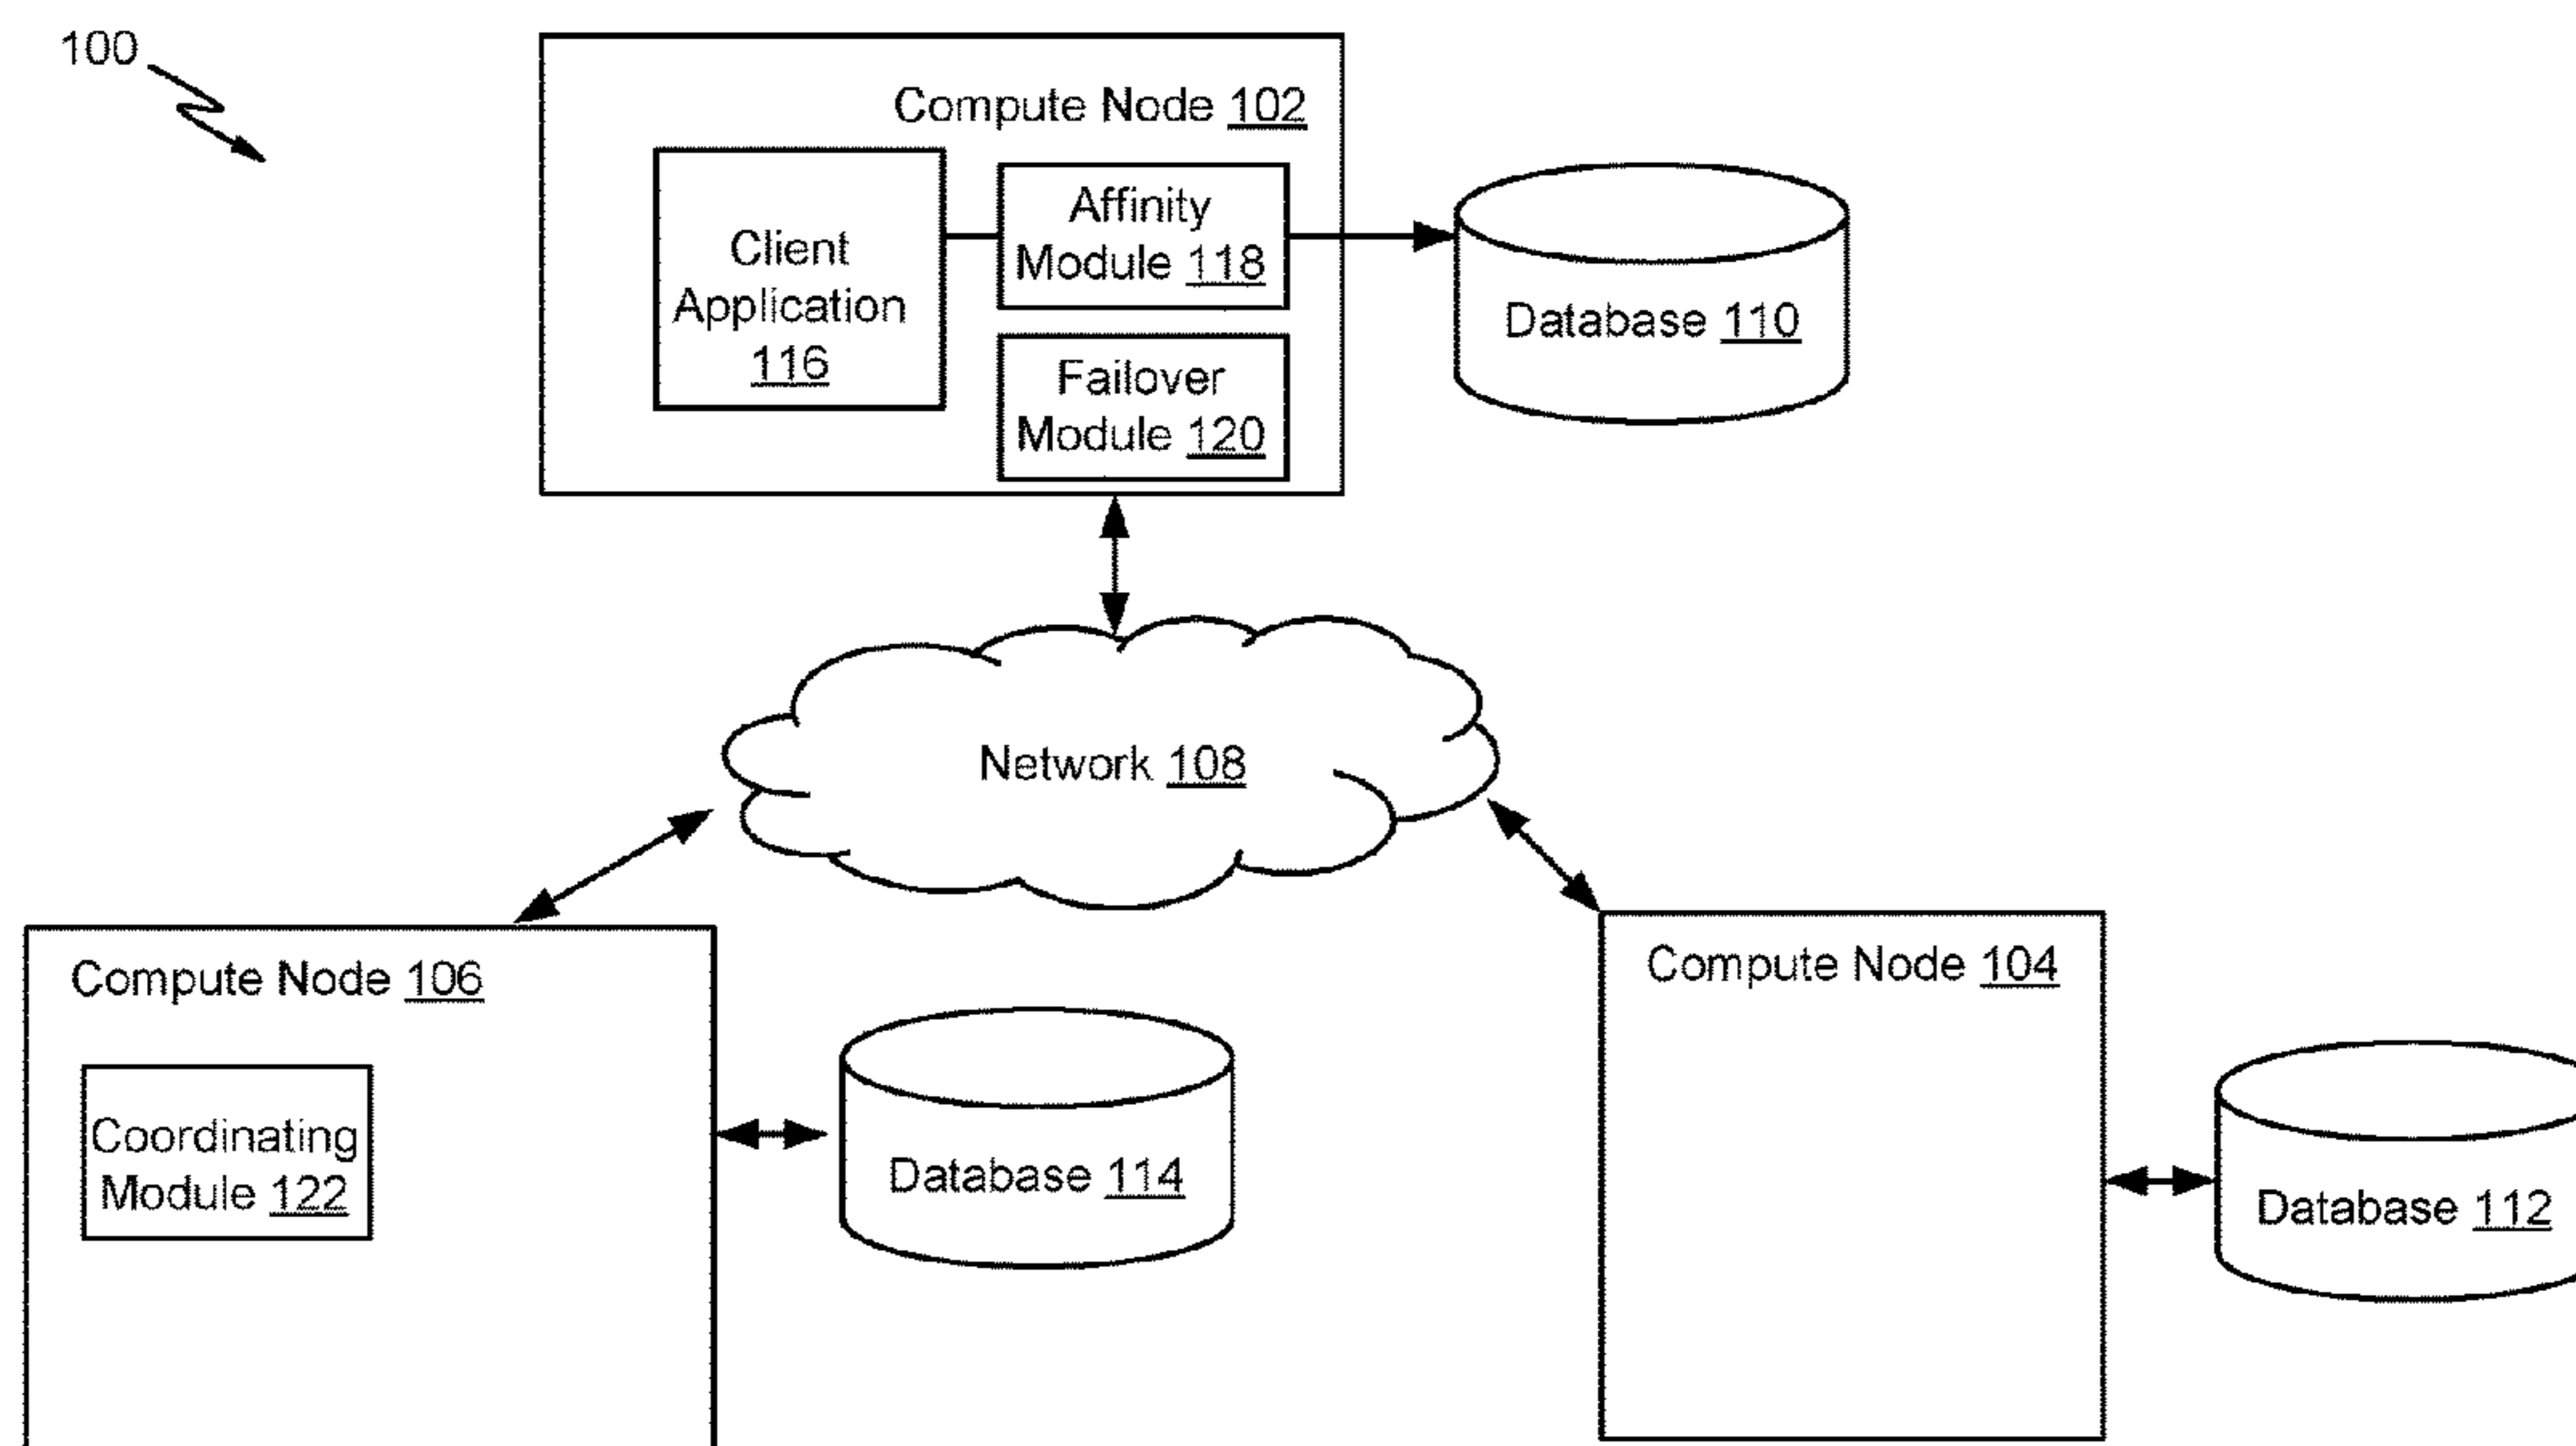 100
Compute Node 102
Client
Application
116
Affinity
Module 118
Failover
Module 120
Database 110
Network 108
Compute Node 106
Coordinating
Module 122
Database 114
Compute Node 104
Database 112